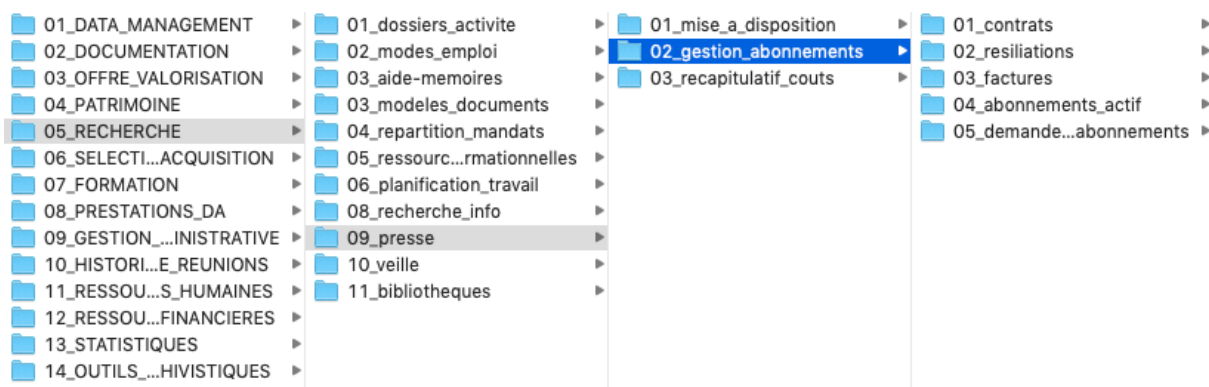 01_DATA_MANAGEMENT
02_DOCUMENTATION
03_OFFRE_VALORISATION
04_PATRIMOINE
05_RECHERCHE
06_SELECTI...ACQUISITION
07_FORMATION
08_PRESTATIONS_DA
09_GESTION_...INISTRATIVE
10_HISTORI...E_REUNIONS
11_RESSOU...S_HUMAINES
12_RESSOU...FINANCIERES
13_STATISTIQUES
14_OUTILS_...HIVISTIQUES
01_dossiers_activite
02_modes_emploi
03_aide-memoires
03_modeles_documents
04_repartition_mandats
05_ressourc...rmationnelles
06_planification_travail
08_recherche_info
09_presse
10_veille
11_bibliotheques
01_mise_a_disposition
02_gestion_abonnements
03_recapitulatif_couts
01_contrats
02_resiliations
03_factures
04_abonnements_actif
05_demande...abonnements